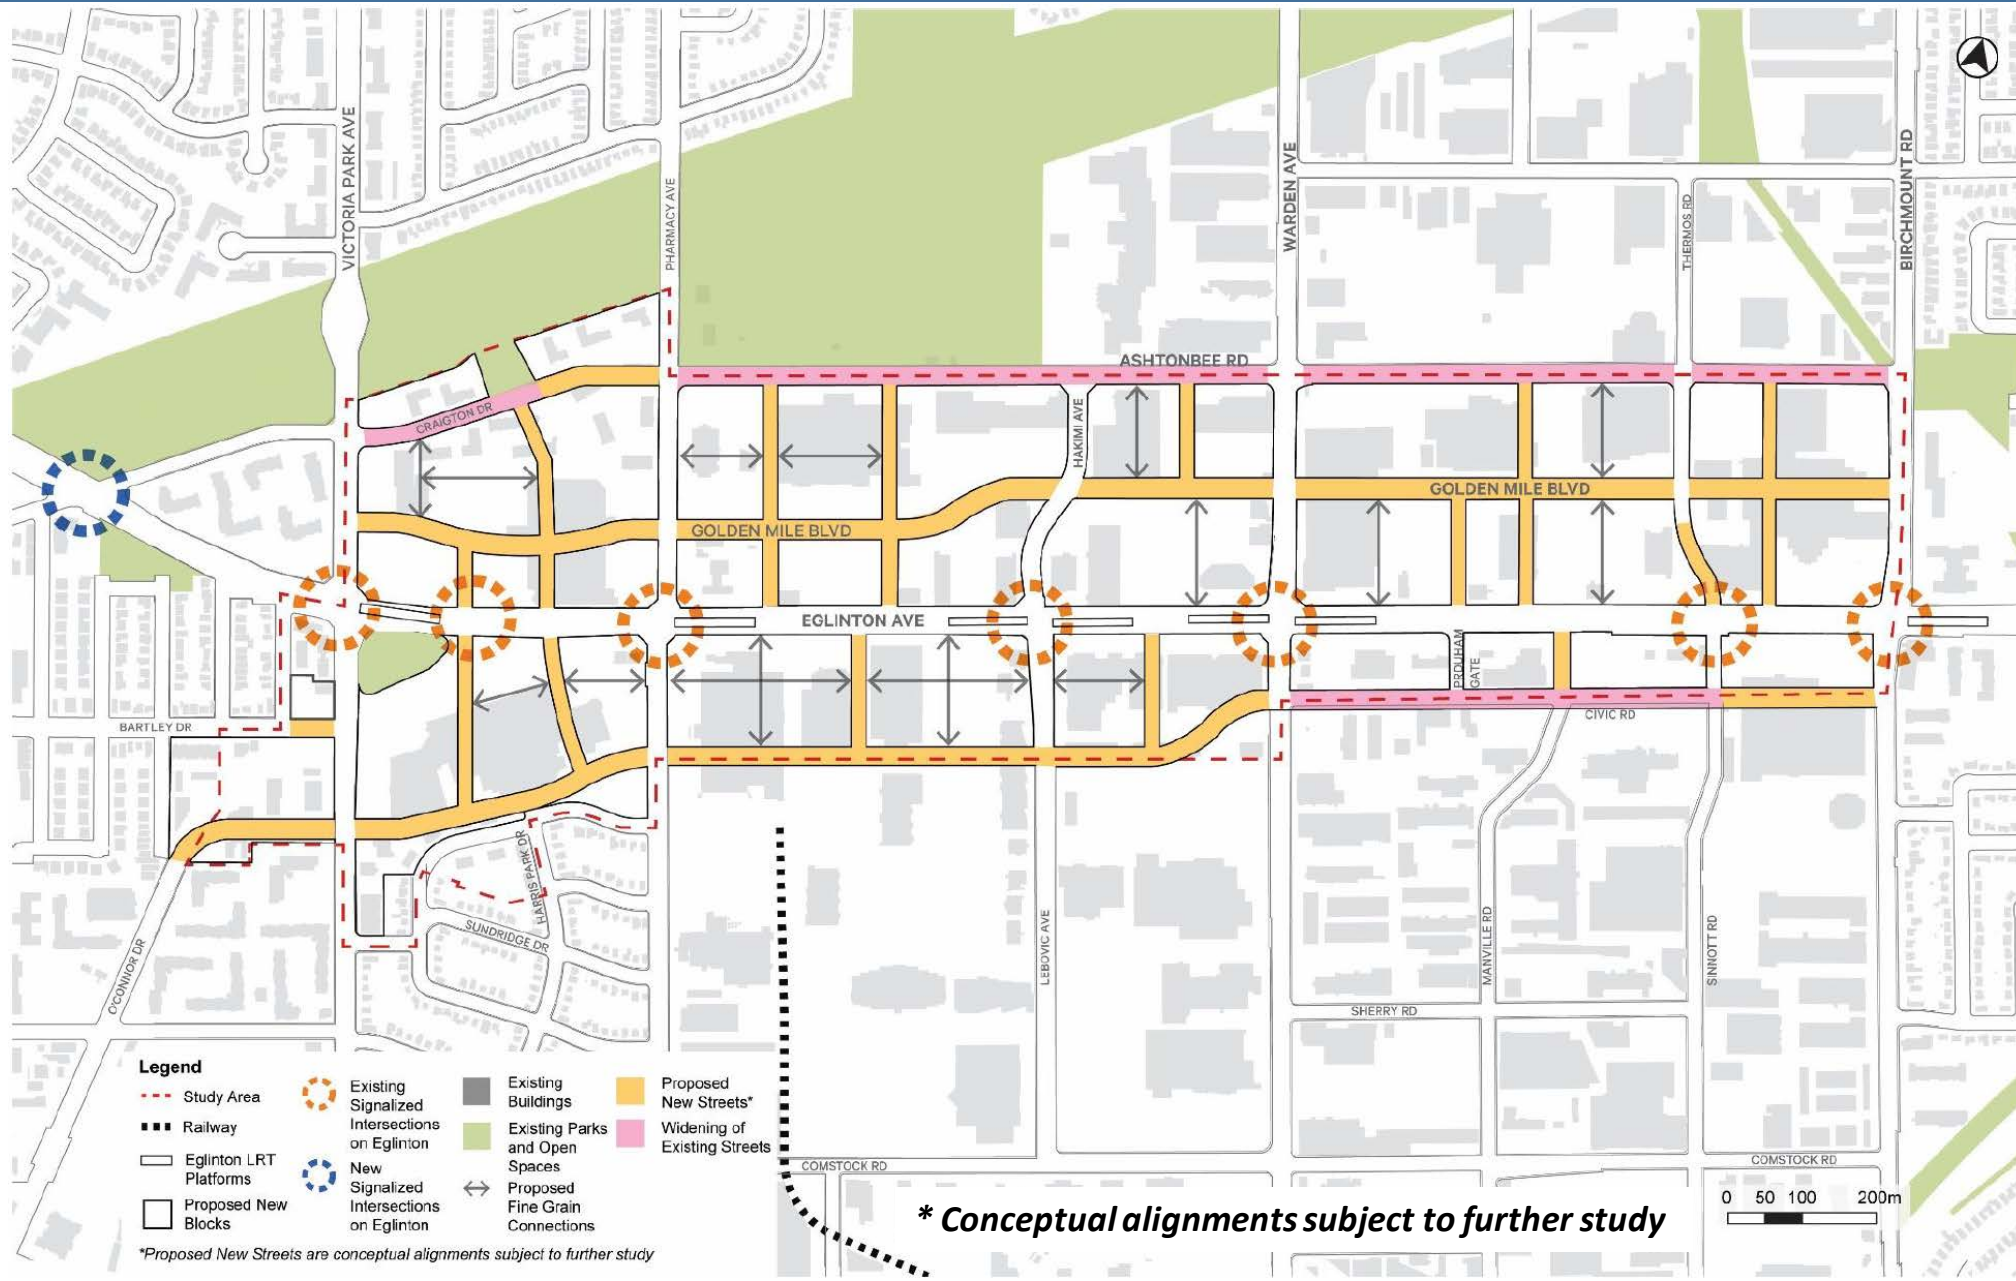 VICTORIA PARK AVE
PHARMACY AVE
WARDEN AVE
THERMOS RD
BIRCHMOUNT RD
ASHTONBEE RD
CRAIGTON DR
HAKIMI AVE
GOLDEN MILE BLVD
GOLDEN MILE BLVD
EGLINTON AVE
PRUDHAM
GATE
BARTLEY DR
CIVIC RD
HARRIS PARK DR
SUNDRIDGE DR
O'CONNOR DR
LEBOVIC AVE
MANVILLE RD
SINNOTT RD
SHERRY RD
COMSTOCK RD
COMSTOCK RD
Legend
Study Area
Railway
Eglinton LRT
Platforms
Proposed New
Blocks
Existing
Signalized
Intersections
on Eglinton
New
Signalized
Intersections
on Eglinton
Existing
Buildings
Existing Parks
and Open
Spaces
Proposed
Fine Grain
Connections
Proposed
New Streets*
Widening of
Existing Streets
*Proposed New Streets are conceptual alignments subject to further study
* Conceptual alignments subject to further study
0 50 100 200m